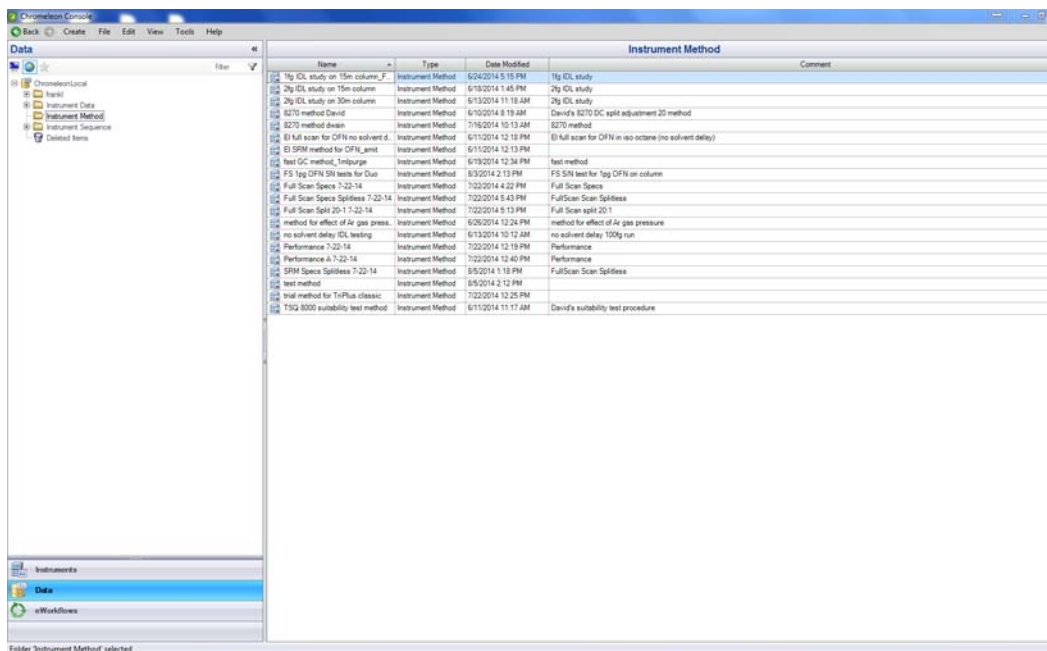 Chromeleon Console
Back Create File Edit View Tools Help
Data
Filter
ChromeleonLocal
frankl
Instrument Data
Instrument Method
Instrument Sequence
Deleted Items
Instruments
Data
eWorkflows
Folder 'Instrument Method' selected
Instrument Method
Name Type Date Modified Comment
1fg IDL study on 15m column_F... Instrument Method 6/24/2014 5:15 PM 1fg IDL study
2fg IDL study on 15m column Instrument Method 6/18/2014 1:45 PM 2fg IDL study
2fg IDL study on 30m column Instrument Method 6/13/2014 11:18 AM 2fg IDL study
8270 method David Instrument Method 6/10/2014 8:19 AM David's 8270 DC split adjustment 20 method
8270 method dwain Instrument Method 7/16/2014 10:13 AM 8270 method
EI full scan for OFN no solvent d... Instrument Method 6/11/2014 12:18 PM EI full scan for OFN in iso-octane (no solvent delay)
EI SRM method for OFN_amit Instrument Method 6/11/2014 12:13 PM
fast GC method_1mlpurge Instrument Method 6/19/2014 12:34 PM fast method
FS 1pg OFN SN tests for Duo Instrument Method 8/3/2014 2:13 PM FS S/N test for 1pg OFN on column
Full Scan Specs 7-22-14 Instrument Method 7/22/2014 4:22 PM Full Scan Specs
Full Scan Specs Splitless 7-22-14 Instrument Method 7/22/2014 5:43 PM FullScan Scan Splitless
Full Scan Split 20-1 7-22-14 Instrument Method 7/22/2014 5:13 PM Full Scan split 20:1
method for effect of Ar gas press... Instrument Method 6/26/2014 12:24 PM method for effect of Ar gas pressure
no solvent delay IDL testing Instrument Method 6/13/2014 10:12 AM no solvent delay 100fg run
Performance 7-22-14 Instrument Method 7/22/2014 12:19 PM Performance
Performance A 7-22-14 Instrument Method 7/22/2014 12:40 PM Performance
SRM Specs Splitless 7-22-14 Instrument Method 8/5/2014 1:18 PM FullScan Scan Splitless
test method Instrument Method 8/5/2014 2:12 PM
trial method for TriPlus classic Instrument Method 7/22/2014 12:25 PM
TSQ 8000 suitability test method Instrument Method 6/11/2014 11:17 AM David's suitability test procedure